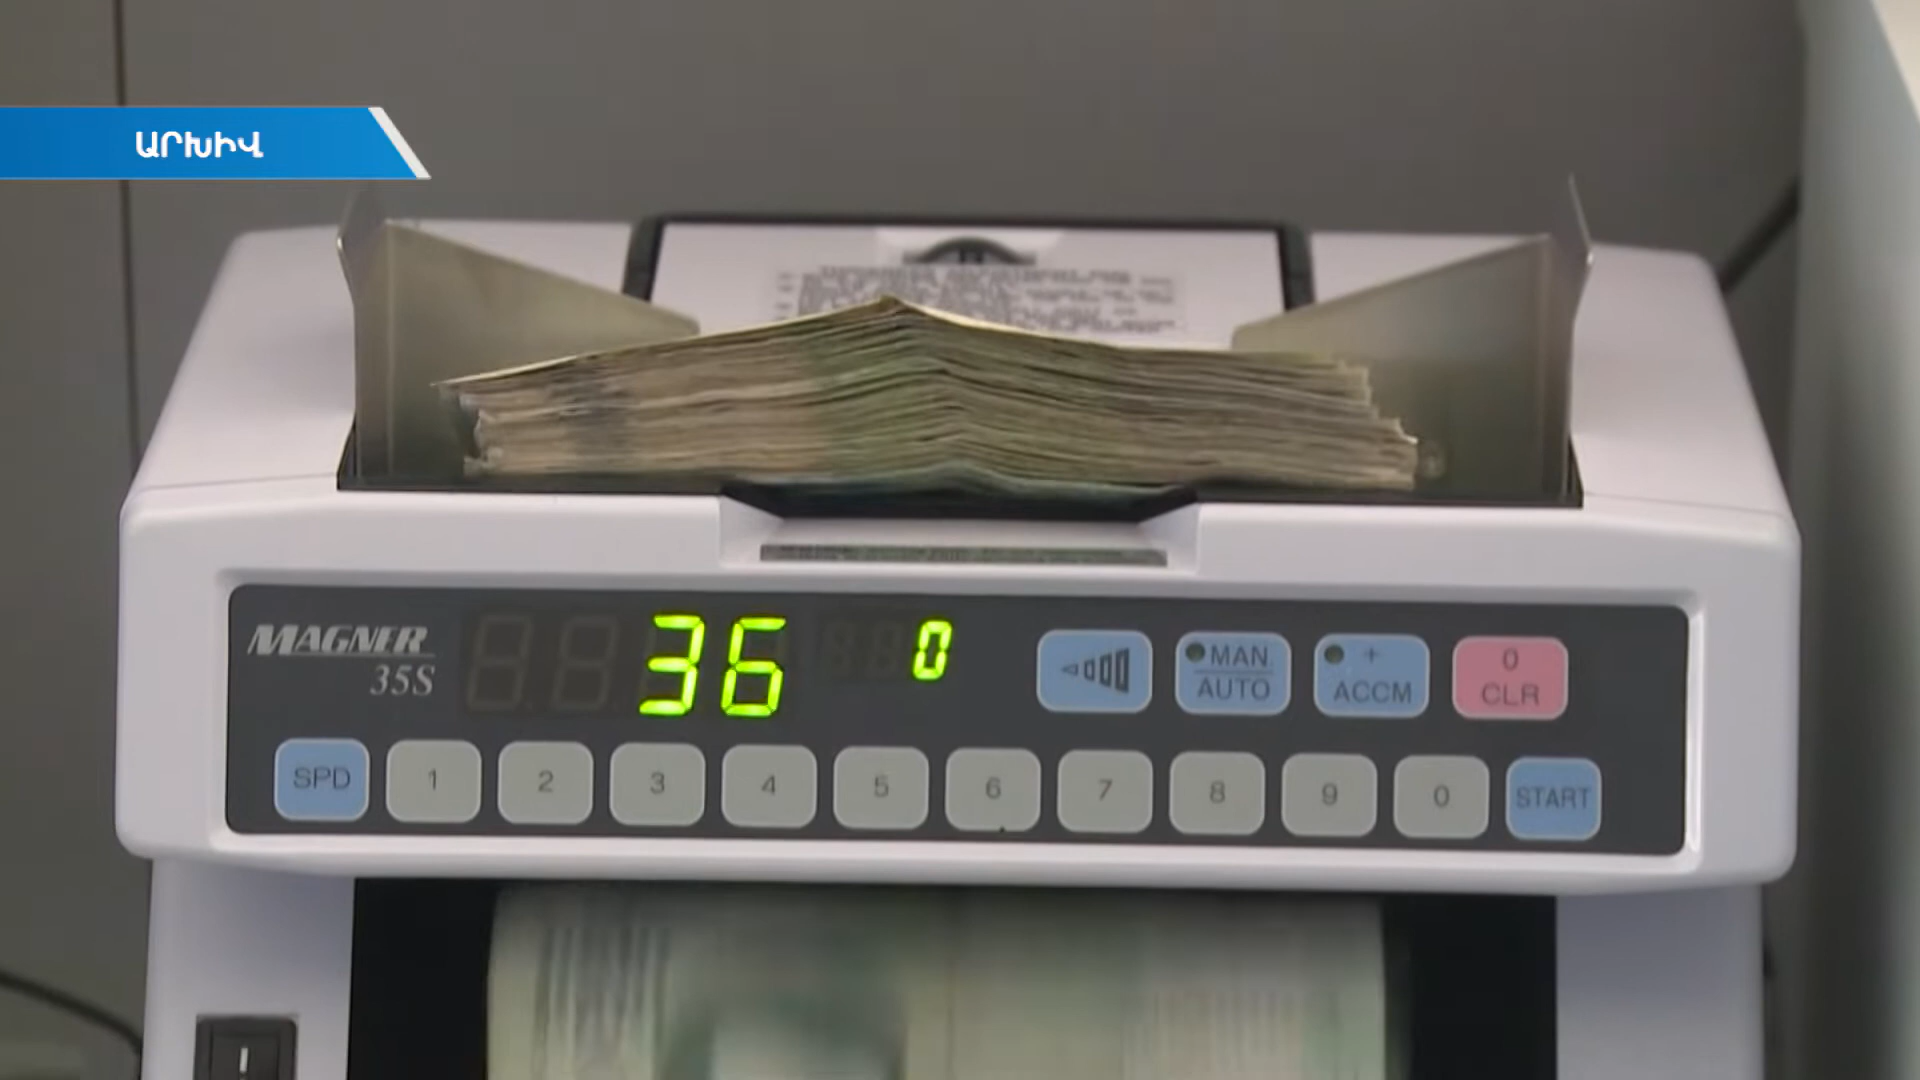 ԱՐԽԻՎ
MAGNER
35S
36 0
MAN.
AUTO
+
ACCM
0
CLR
SPD 1 2 3 4 5 6 7 8 9 0 START